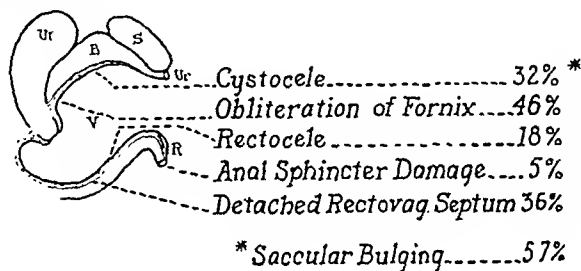 Ut
B
S
Ur
V
R
Cystocele 32% *
Obliteration of Fornix 46%
Rectocele 18%
Anal Sphincter Damage 5%
Detached Rectovag. Septum 36%
* Saccular Bulging 57%